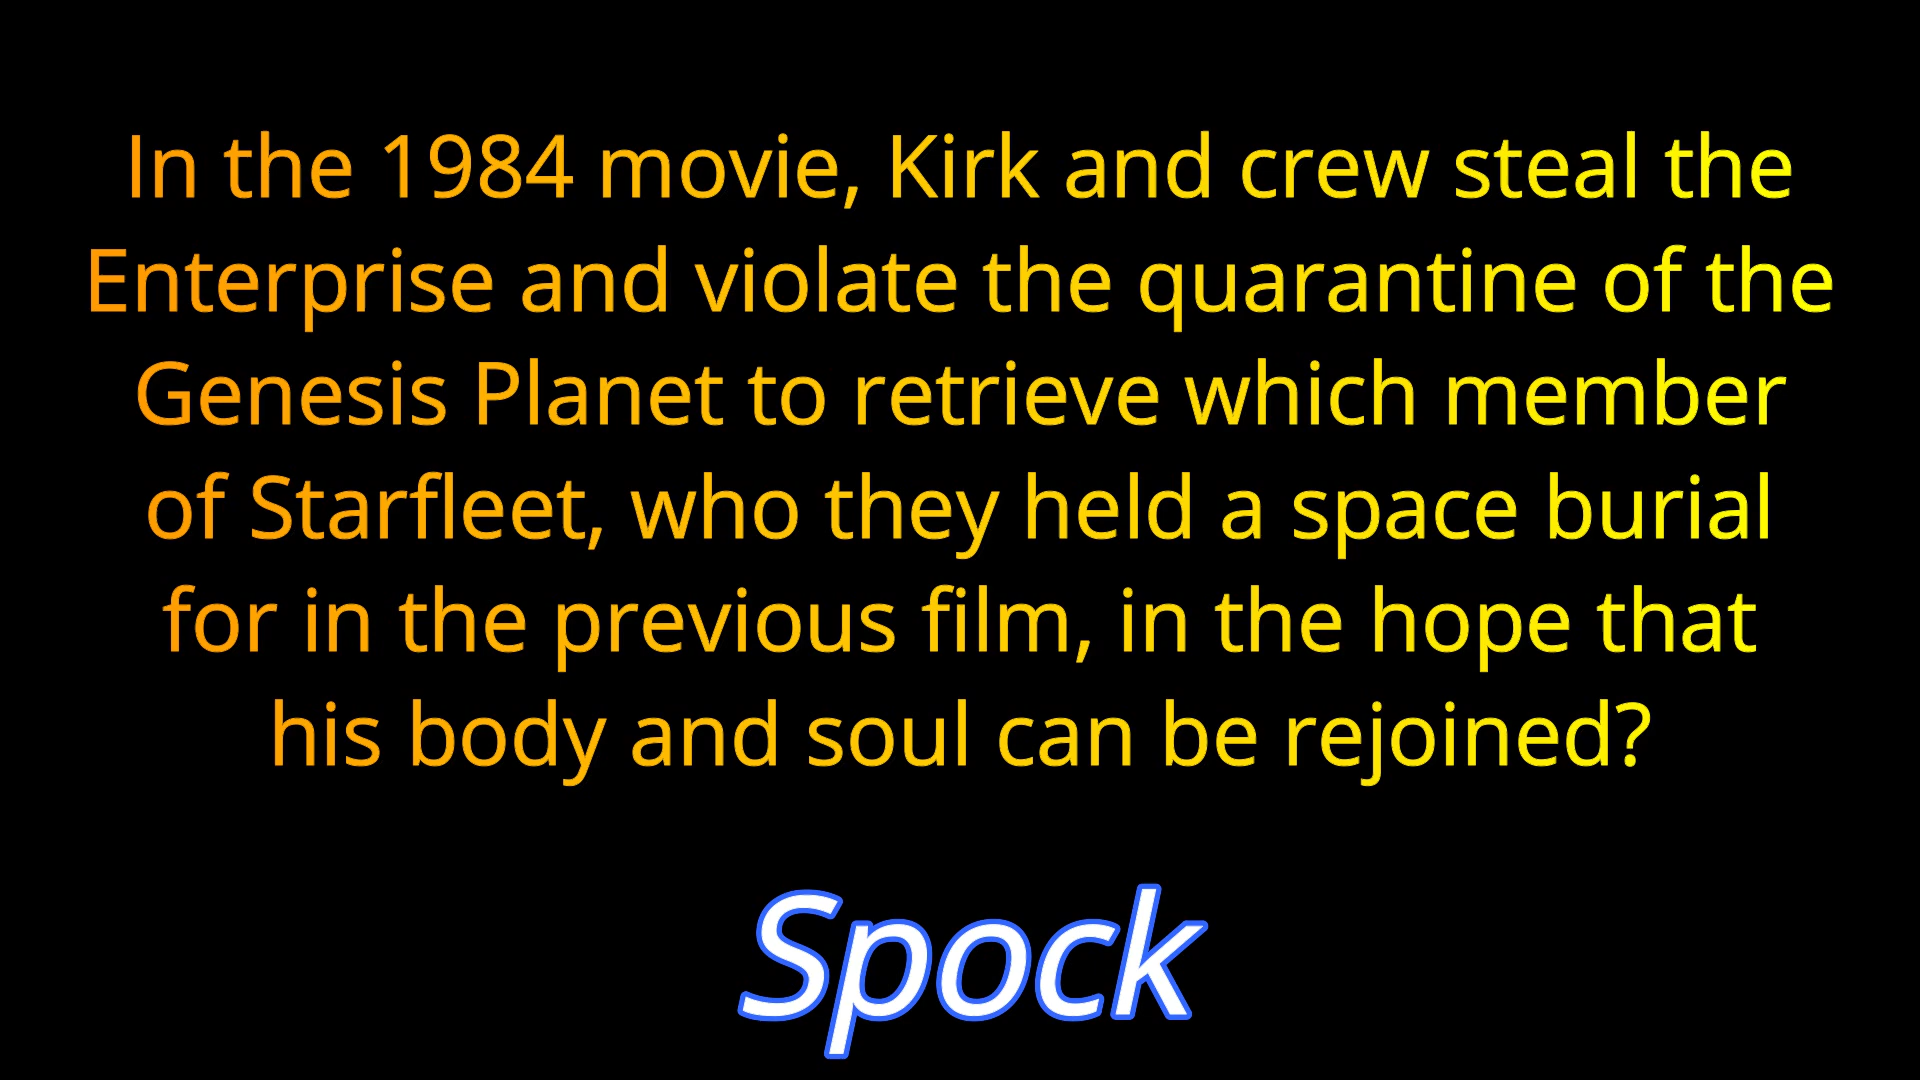 In the 1984 movie, Kirk and crew steal the
Enterprise and violate the quarantine of the
Genesis Planet to retrieve which member
of Starfleet, who they held a space burial
for in the previous film, in the hope that
his body and soul can be rejoined?
Spock